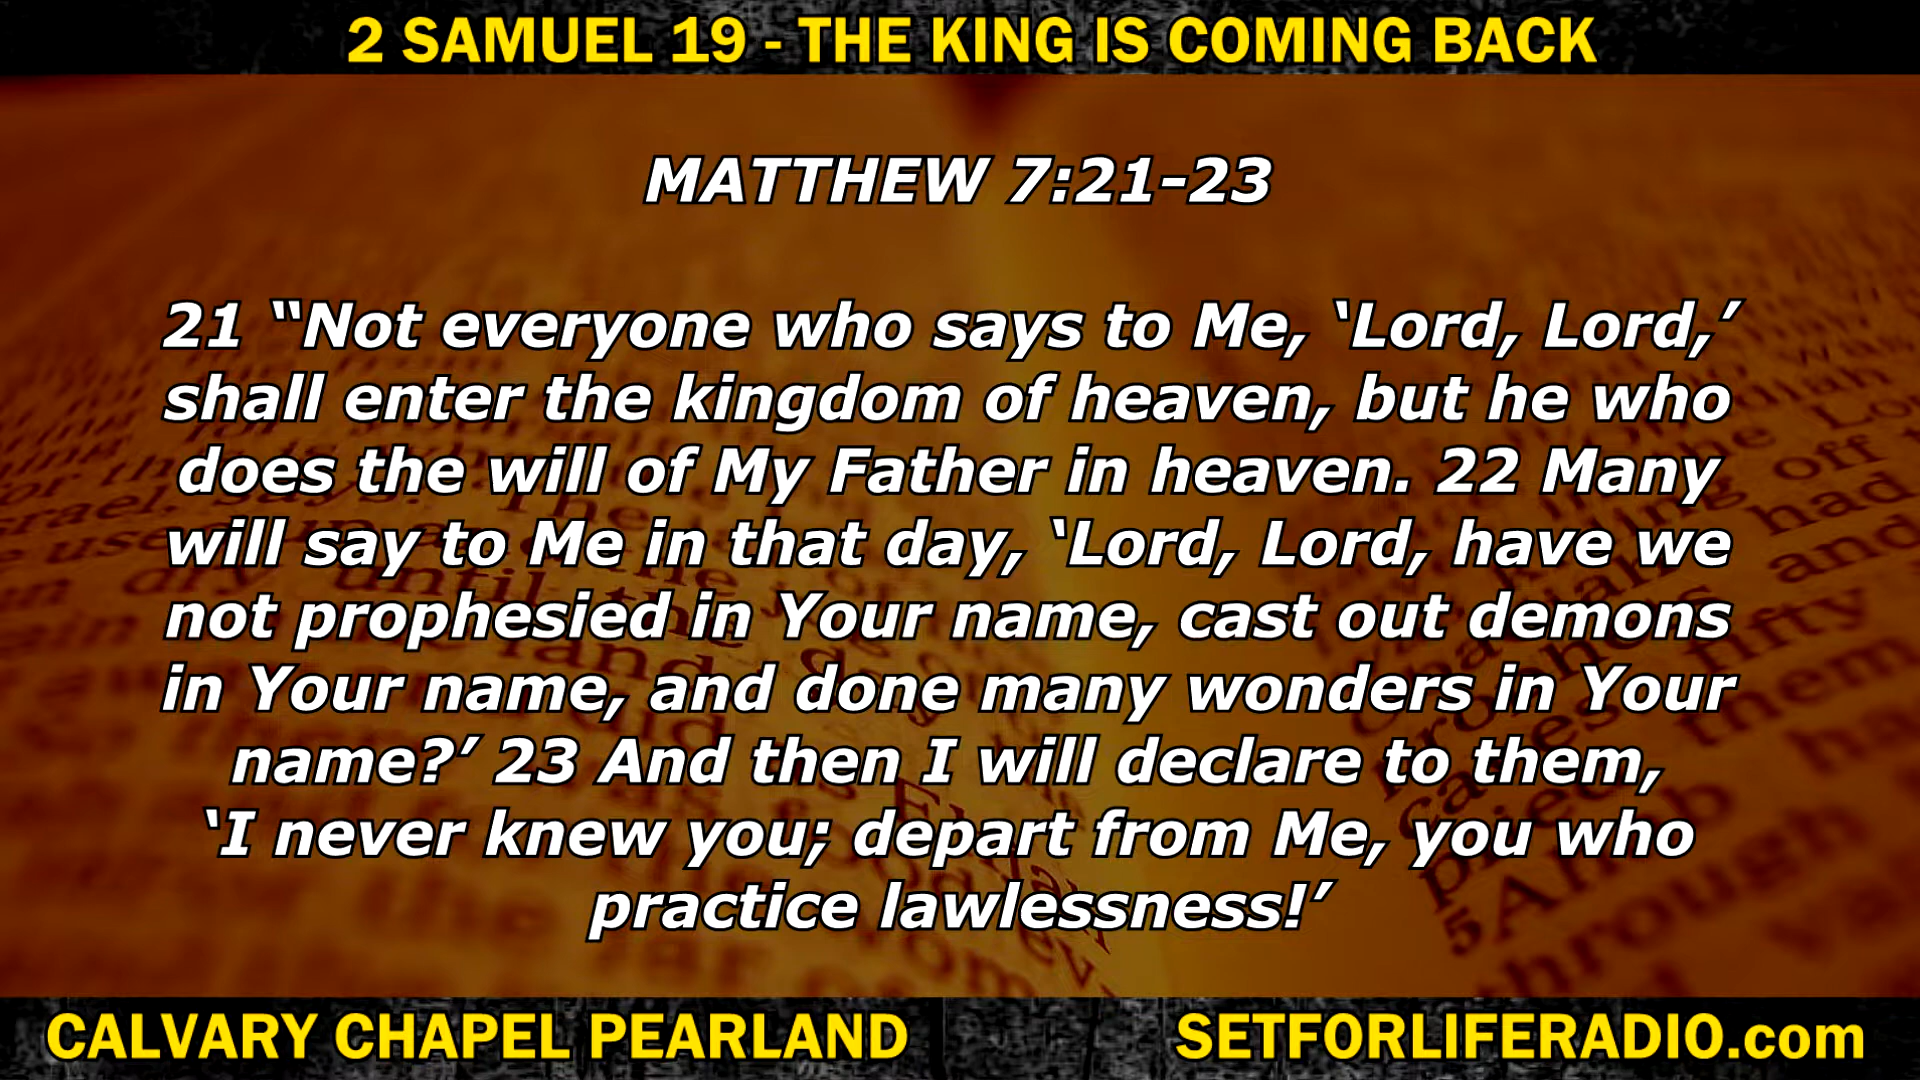 2 SAMUEL 19 - THE KING IS COMING BACK
MATTHEW 7:21-23
21 “Not everyone who says to Me, ‘Lord, Lord,’
shall enter the kingdom of heaven, but he who
does the will of My Father in heaven. 22 Many
will say to Me in that day, ‘Lord, Lord, have we
not prophesied in Your name, cast out demons
in Your name, and done many wonders in Your
name?’ 23 And then I will declare to them,
‘I never knew you; depart from Me, you who
practice lawlessness!’
CALVARY CHAPEL PEARLAND
SETFORLIFERADIO.com